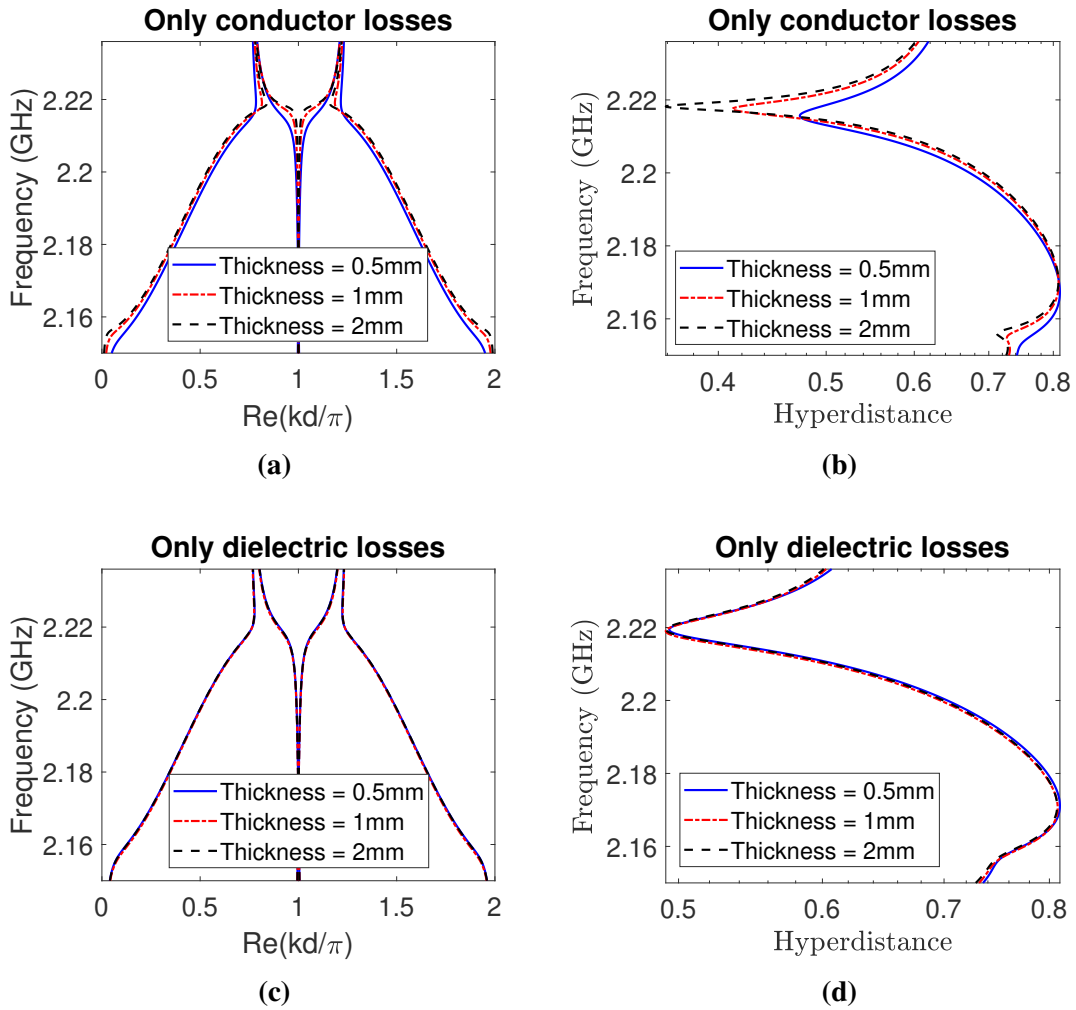 Only conductor losses
Frequency (GHz)
2.22
2.2
2.18
2.16
Thickness = 0.5mm
Thickness = 1mm
Thickness = 2mm
0 0.5 1 1.5 2
Re(kd/π)
(a)
Only conductor losses
Frequency (GHz)
2.22
2.2
2.18
2.16
Thickness = 0.5mm
Thickness = 1mm
Thickness = 2mm
0.4 0.5 0.6 0.7 0.8
Hyperdistance
(b)
Only dielectric losses
Frequency (GHz)
2.22
2.2
2.18
2.16
Thickness = 0.5mm
Thickness = 1mm
Thickness = 2mm
0 0.5 1 1.5 2
Re(kd/π)
(c)
Only dielectric losses
Frequency (GHz)
2.22
2.2
2.18
2.16
Thickness = 0.5mm
Thickness = 1mm
Thickness = 2mm
0.5 0.6 0.7 0.8
Hyperdistance
(d)